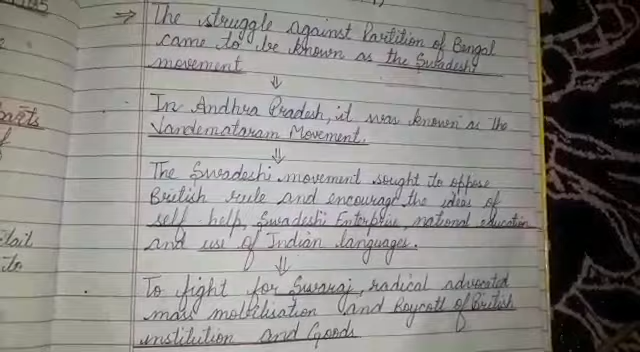 ⇒ The struggle against Partition of Bengal
came to be known as the Swadeshi
movement
⇓
In Andhra Pradesh, it was known as the
Vandemataram Movement.
⇓
The Swadeshi movement sought to oppose
British rule and encourage the ideas of
self help, Swadeshi Enterprise, national education
and use of Indian languages.
⇓
To fight for Swaraj, radical advocated
mass mobilisation and Boycott of British
institution and Goods